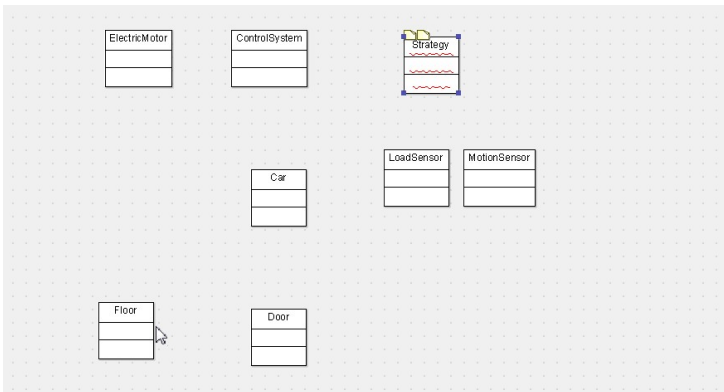 ElectricMotor
ControlSystem
Strategy
LoadSensor
MotionSensor
Car
Floor
Door